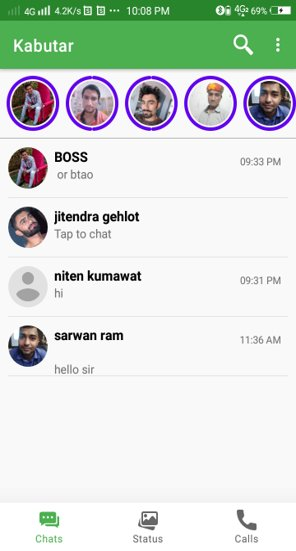 4G 4.2K/s 10:08 PM 4G 69%
Kabutar
BOSS 09:33 PM
or btao
jitendra gehlot
Tap to chat
niten kumawat 09:31 PM
hi
sarwan ram 11:36 AM
hello sir
Chats Status Calls